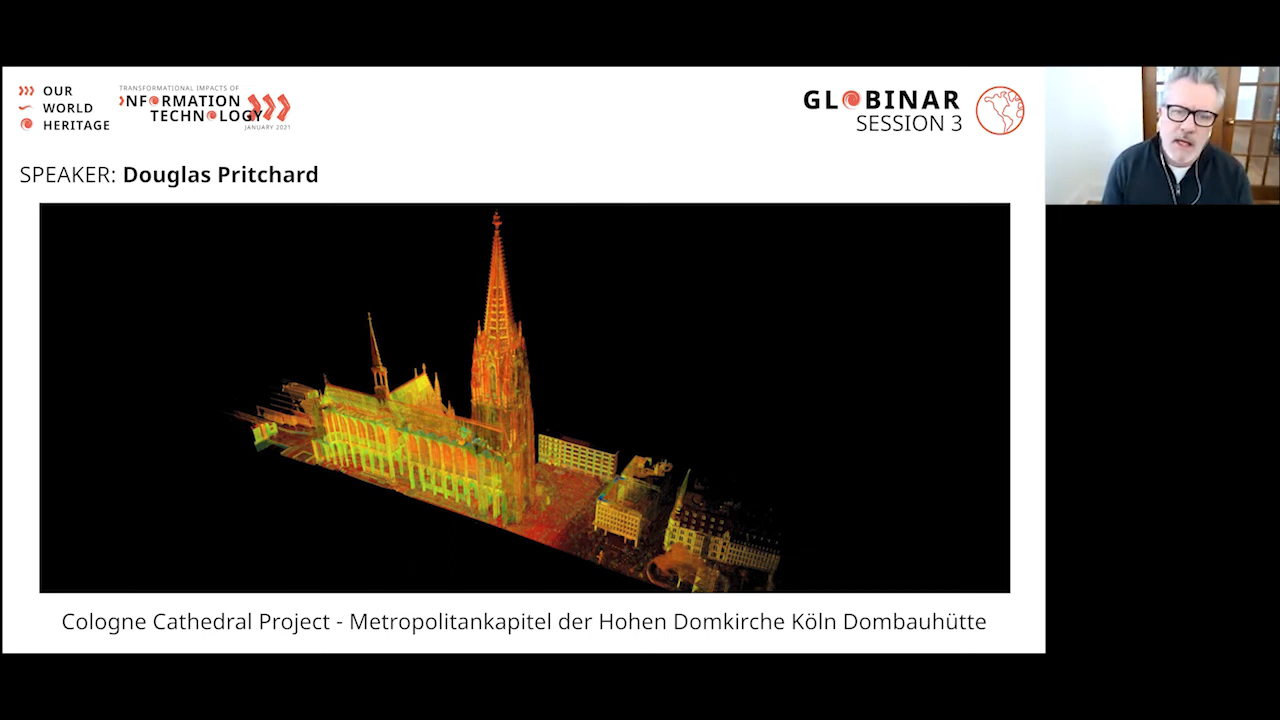 OUR
WORLD
HERITAGE
TRANSFORMATIONAL IMPACTS OF
INFORMATION
TECHNOLOGY
JANUARY 2021
GLOBINAR
SESSION 3
SPEAKER: Douglas Pritchard
Cologne Cathedral Project - Metropolitankapitel der Hohen Domkirche Köln Dombauhütte